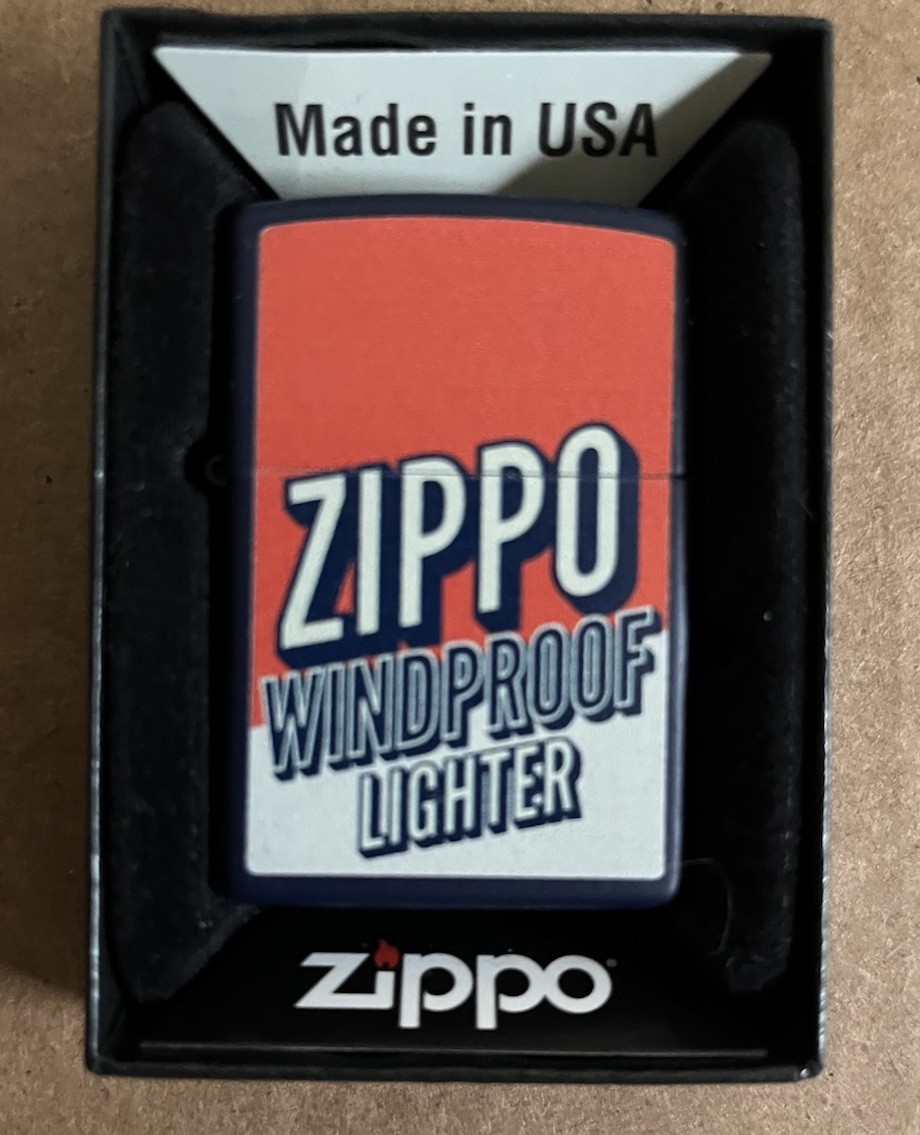 Made in USA
ZIPPO
WINDPROOF
LIGHTER
zippo